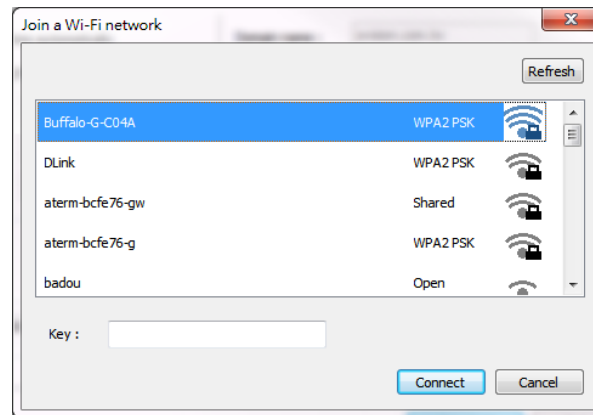 Join a Wi-Fi network
Refresh
Buffalo-G-C04A WPA2 PSK
DLink WPA2 PSK
aterm-bcfe76-gw Shared
aterm-bcfe76-g WPA2 PSK
badou Open
Key :
Connect Cancel